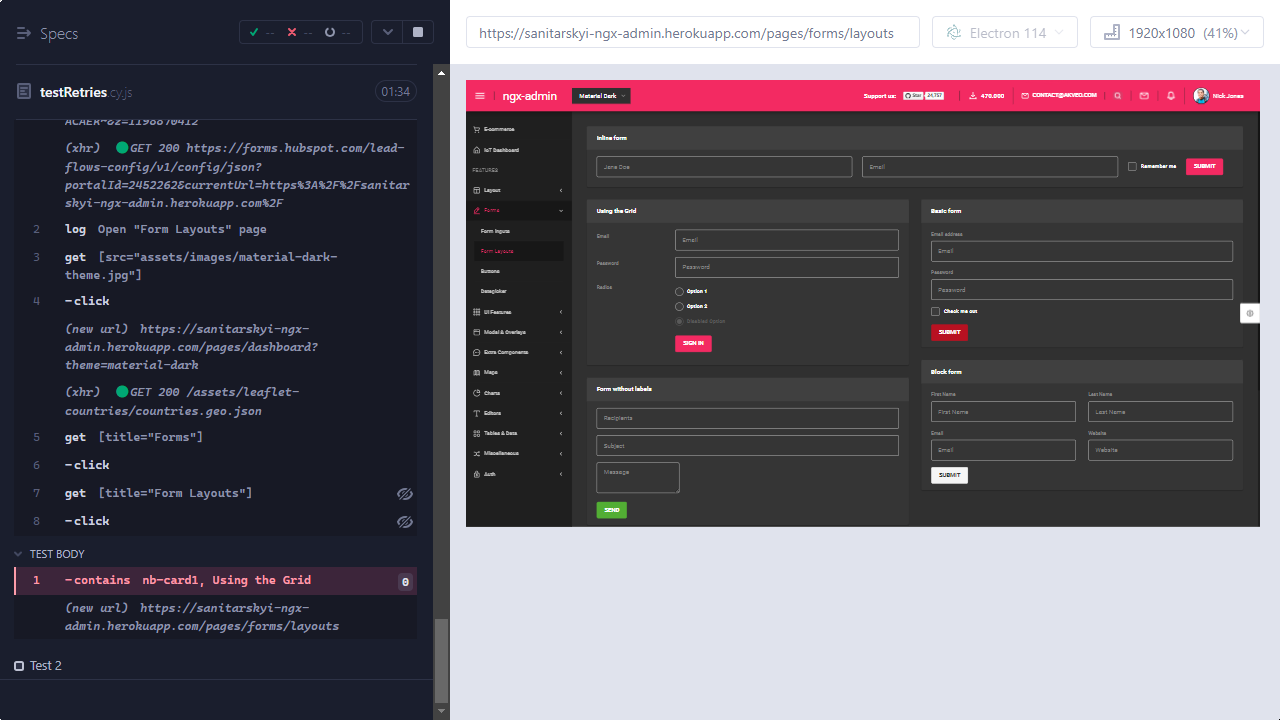 Specs
--
--
--
testRetries.cy.js
01:34
(xhr) GET 200 https://forms.hubspot.com/lead-
flows-config/v1/config/json?
portalId=2452262&currentUrl=https%3A%2F%2Fsanitar
skyi-ngx-admin.herokuapp.com%2F
2 log Open "Form Layouts" page
3 get [src="assets/images/material-dark-
theme.jpg"]
4 -click
(new url) https://sanitarskyi-ngx-
admin.herokuapp.com/pages/dashboard?
theme=material-dark
(xhr) GET 200 /assets/leaflet-
countries/countries.geo.json
5 get [title="Forms"]
6 -click
7 get [title="Form Layouts"]
8 -click
TEST BODY
1 -contains nb-card1, Using the Grid 0
(new url) https://sanitarskyi-ngx-
admin.herokuapp.com/pages/forms/layouts
Test 2
https://sanitarskyi-ngx-admin.herokuapp.com/pages/forms/layouts
Electron 114
1920x1080 (41%)
ngx-admin
Material Dark
Support us:
Star
24,757
470.000
CONTACT@AKVEO.COM
Nick Jones
E-commerce
IoT Dashboard
FEATURES
Layout
Forms
Form Inputs
Form Layouts
Buttons
Datepicker
UI Features
Modal & Overlays
Extra Components
Maps
Charts
Editors
Tables & Data
Miscellaneous
Auth
Inline form
Jane Doe
Email
Remember me
SUBMIT
Using the Grid
Email
Email
Password
Password
Radios
Option 1
Option 2
Disabled Option
SIGN IN
Form without labels
Recipients
Subject
Message
SEND
Basic form
Email address
Email
Password
Password
Check me out
SUBMIT
Block form
First Name
Last Name
First Name
Last Name
Email
Website
Email
Website
SUBMIT